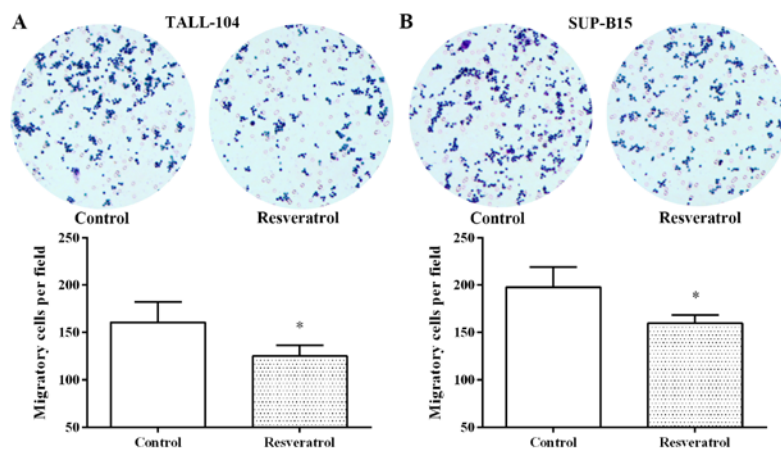 A TALL-104
Control Resveratrol
Migratory cells per field
250
200
150
100
50
*
Control Resveratrol
B SUP-B15
Control Resveratrol
Migratory cells per field
250
200
150
100
50
*
Control Resveratrol